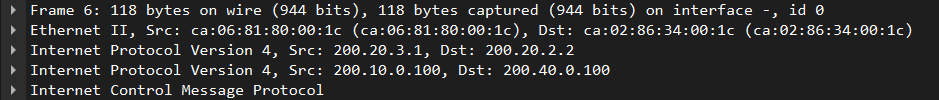 Frame 6: 118 bytes on wire (944 bits), 118 bytes captured (944 bits) on interface -, id 0
Ethernet II, Src: ca:06:81:80:00:1c (ca:06:81:80:00:1c), Dst: ca:02:86:34:00:1c (ca:02:86:34:00:1c)
Internet Protocol Version 4, Src: 200.20.3.1, Dst: 200.20.2.2
Internet Protocol Version 4, Src: 200.10.0.100, Dst: 200.40.0.100
Internet Control Message Protocol